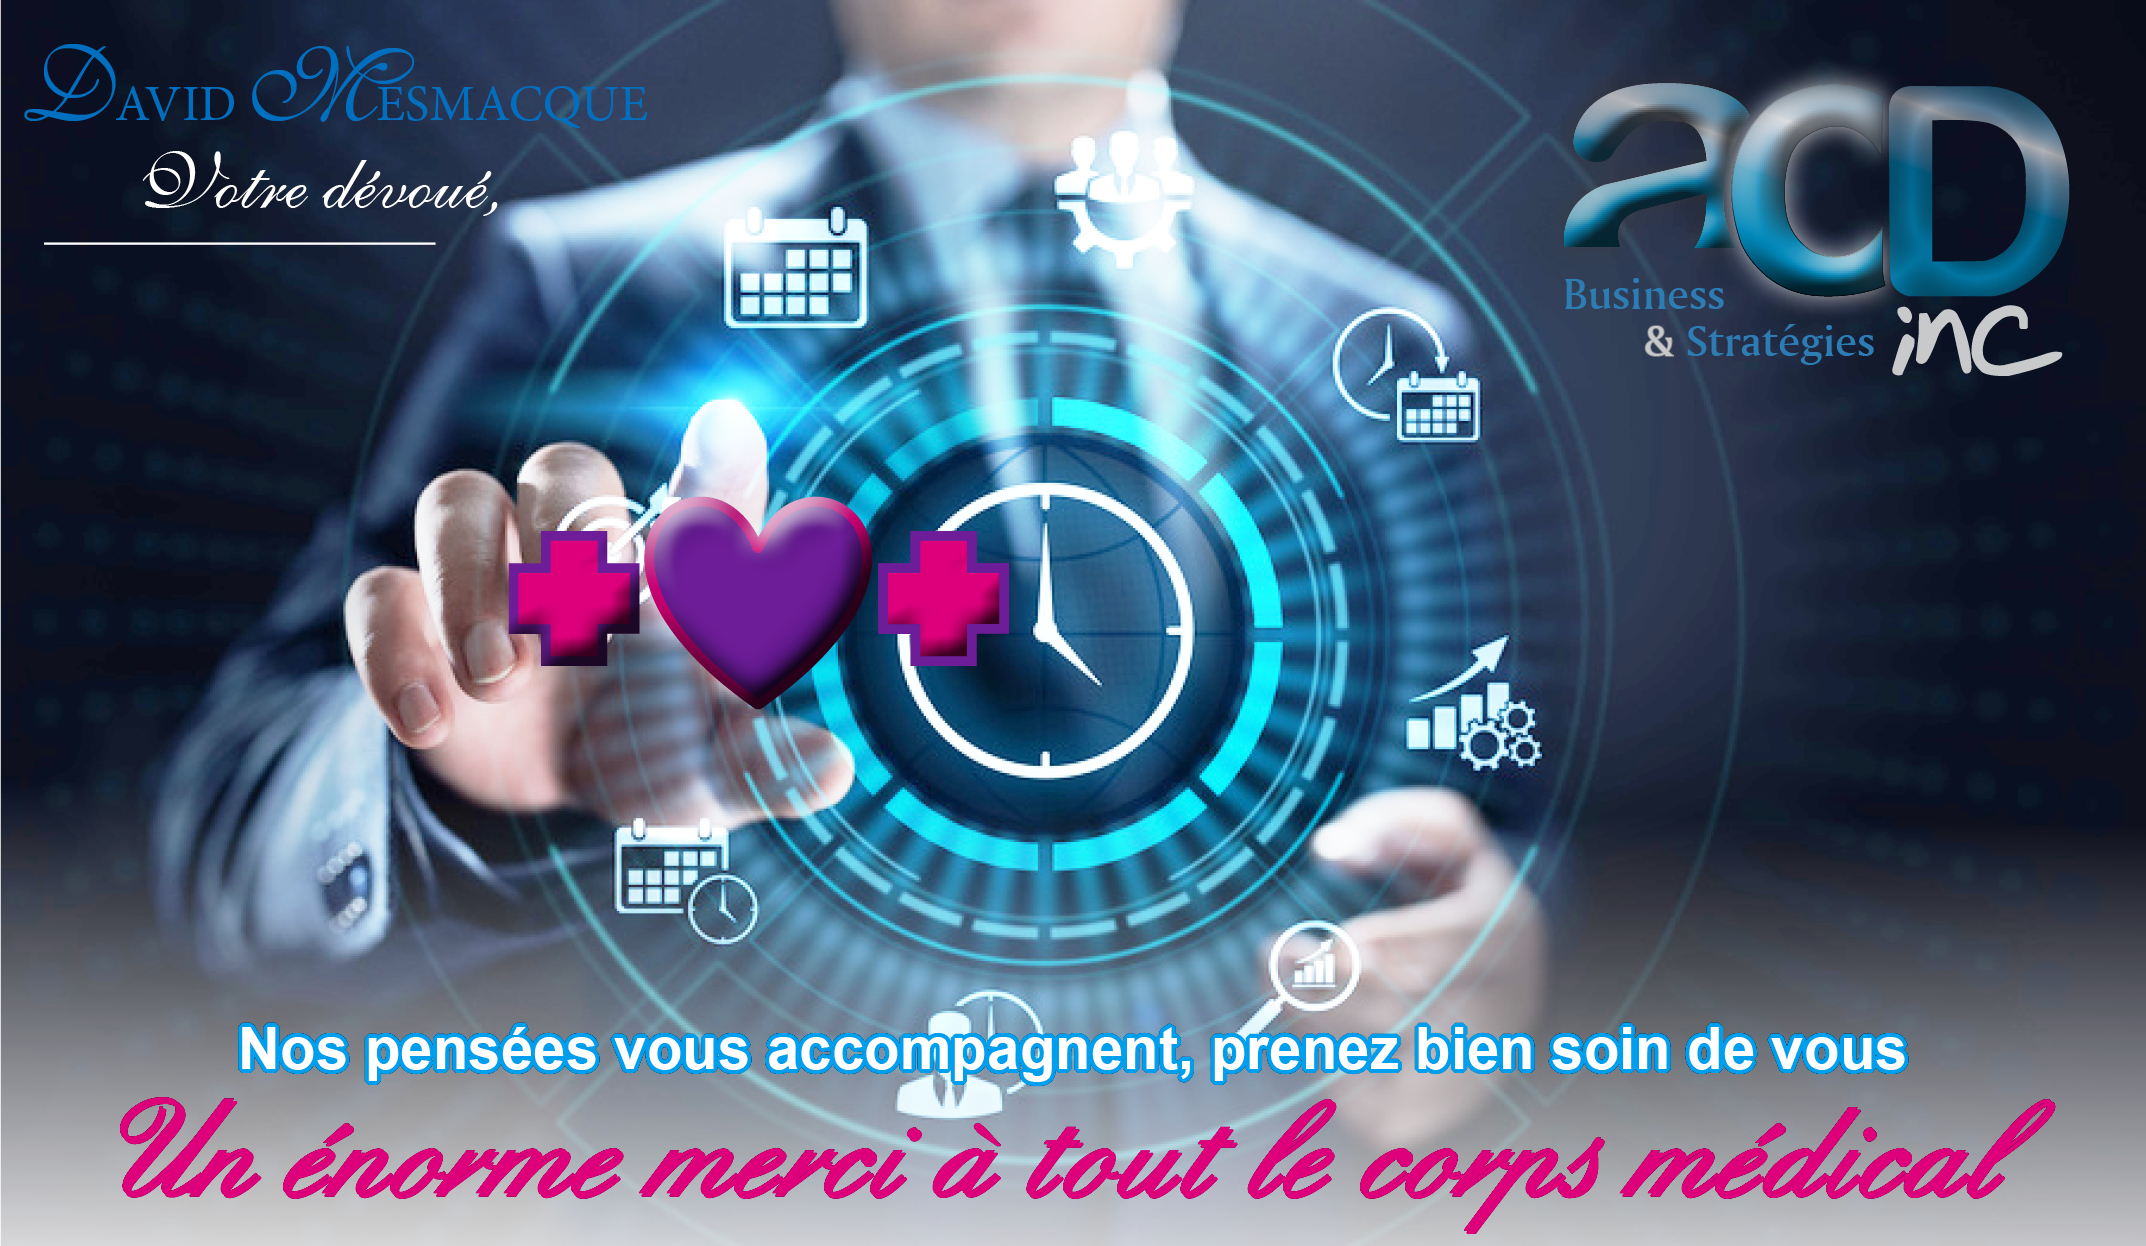 David Mesmacque
Votre dévoué,
aCD
Business
& Stratégies inc
Nos pensées vous accompagnent, prenez bien soin de vous
Un énorme merci à tout le corps médical